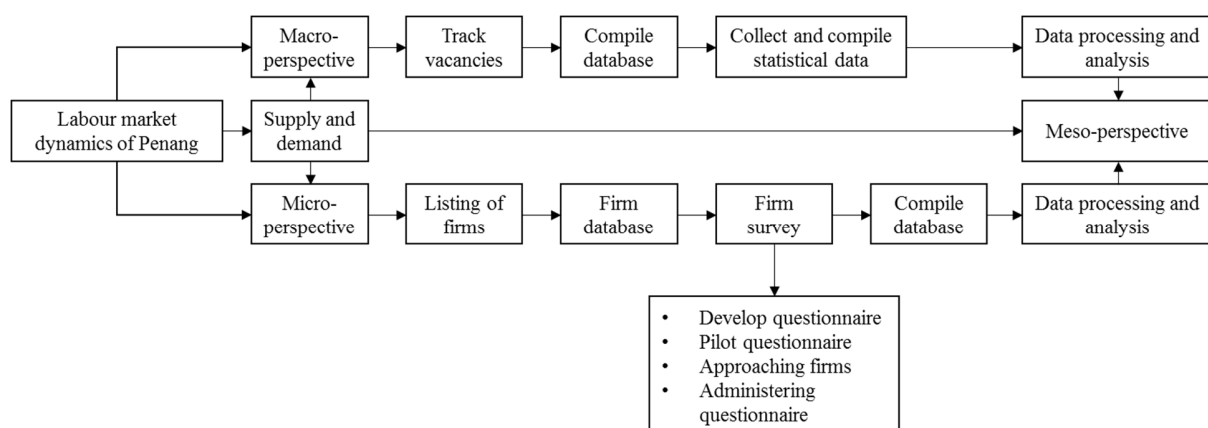 Macro-
perspective
Track
vacancies
Compile
database
Collect and compile
statistical data
Data processing and
analysis
Labour market
dynamics of Penang
Supply and
demand
Meso-perspective
Micro-
perspective
Listing of
firms
Firm
database
Firm
survey
Compile
database
Data processing and
analysis
• Develop questionnaire
• Pilot questionnaire
• Approaching firms
• Administering
questionnaire